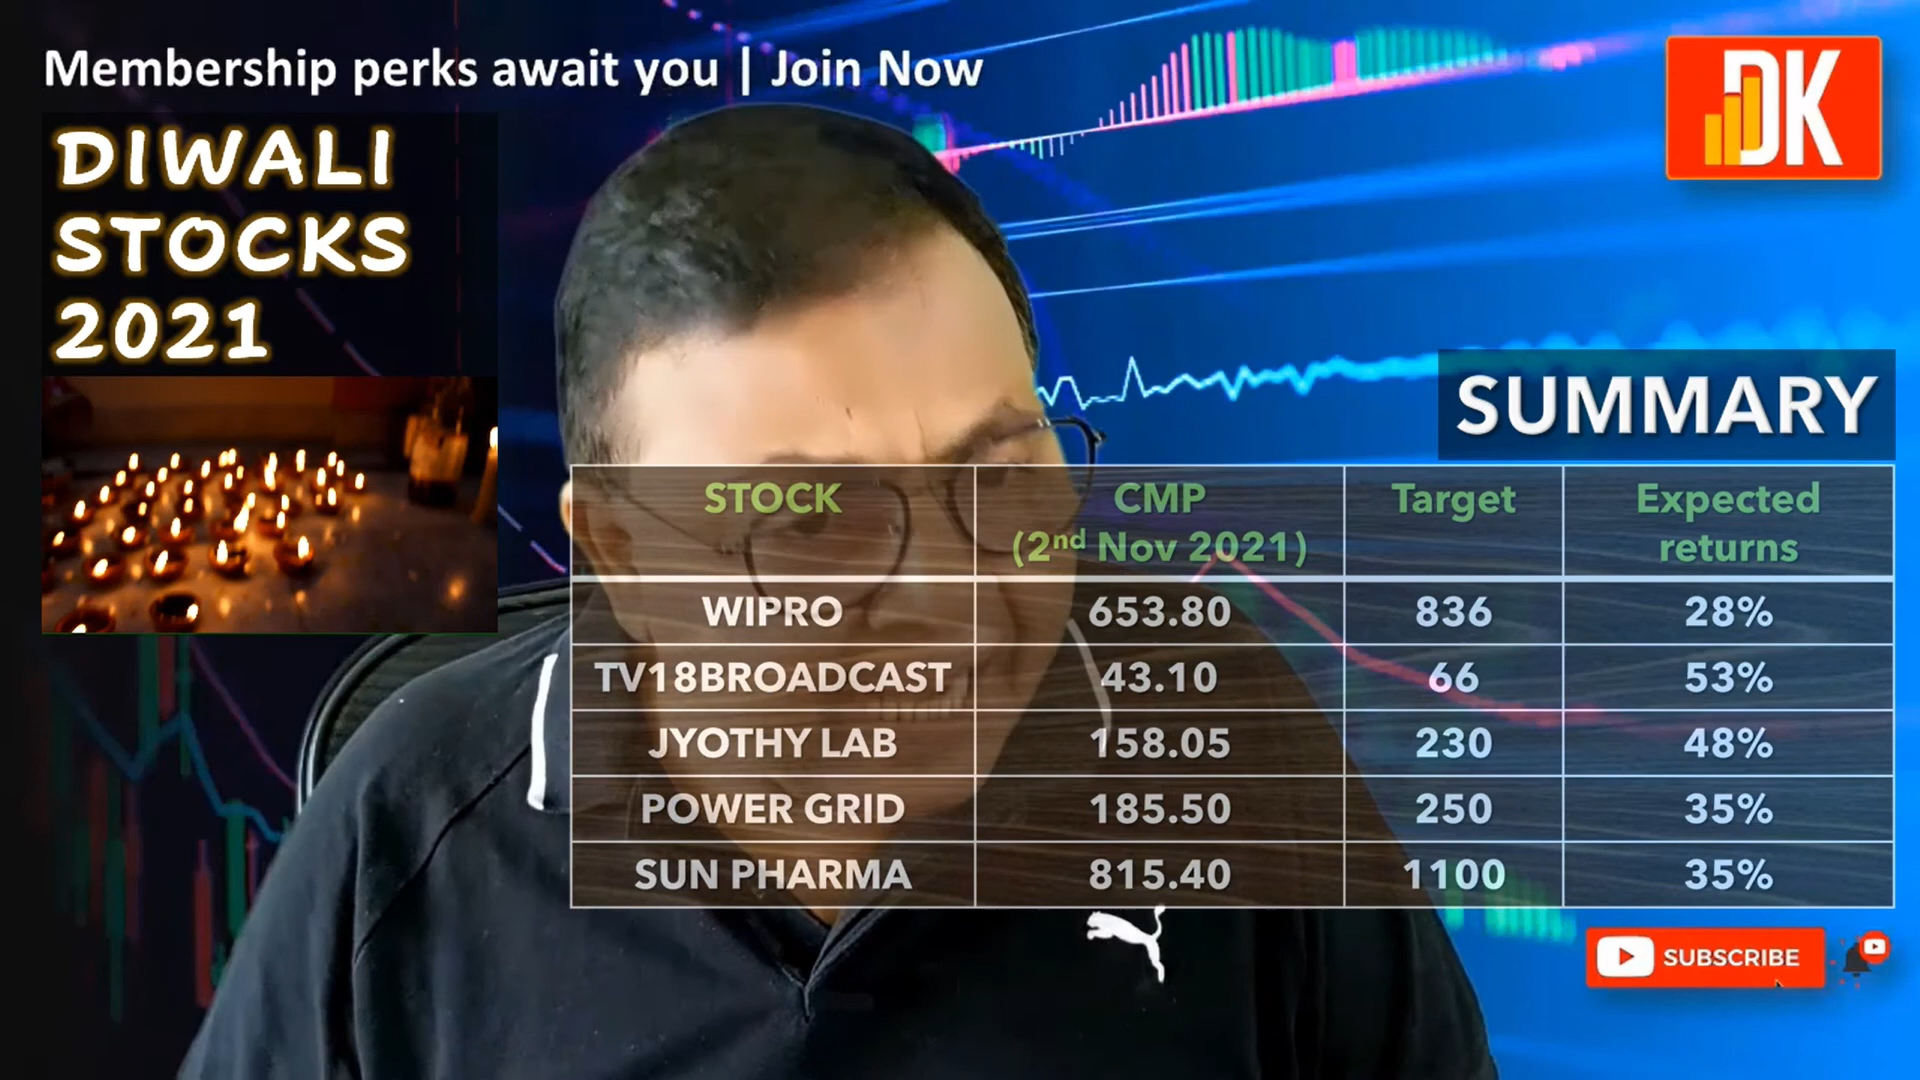 Membership perks await you | Join Now
DK
DIWALI
STOCKS
2021
SUMMARY
STOCK CMP Target Expected
(2nd Nov 2021) returns
WIPRO 653.80 836 28%
TV18BROADCAST 43.10 66 53%
JYOTHY LAB 158.05 230 48%
POWER GRID 185.50 250 35%
SUN PHARMA 815.40 1100 35%
SUBSCRIBE